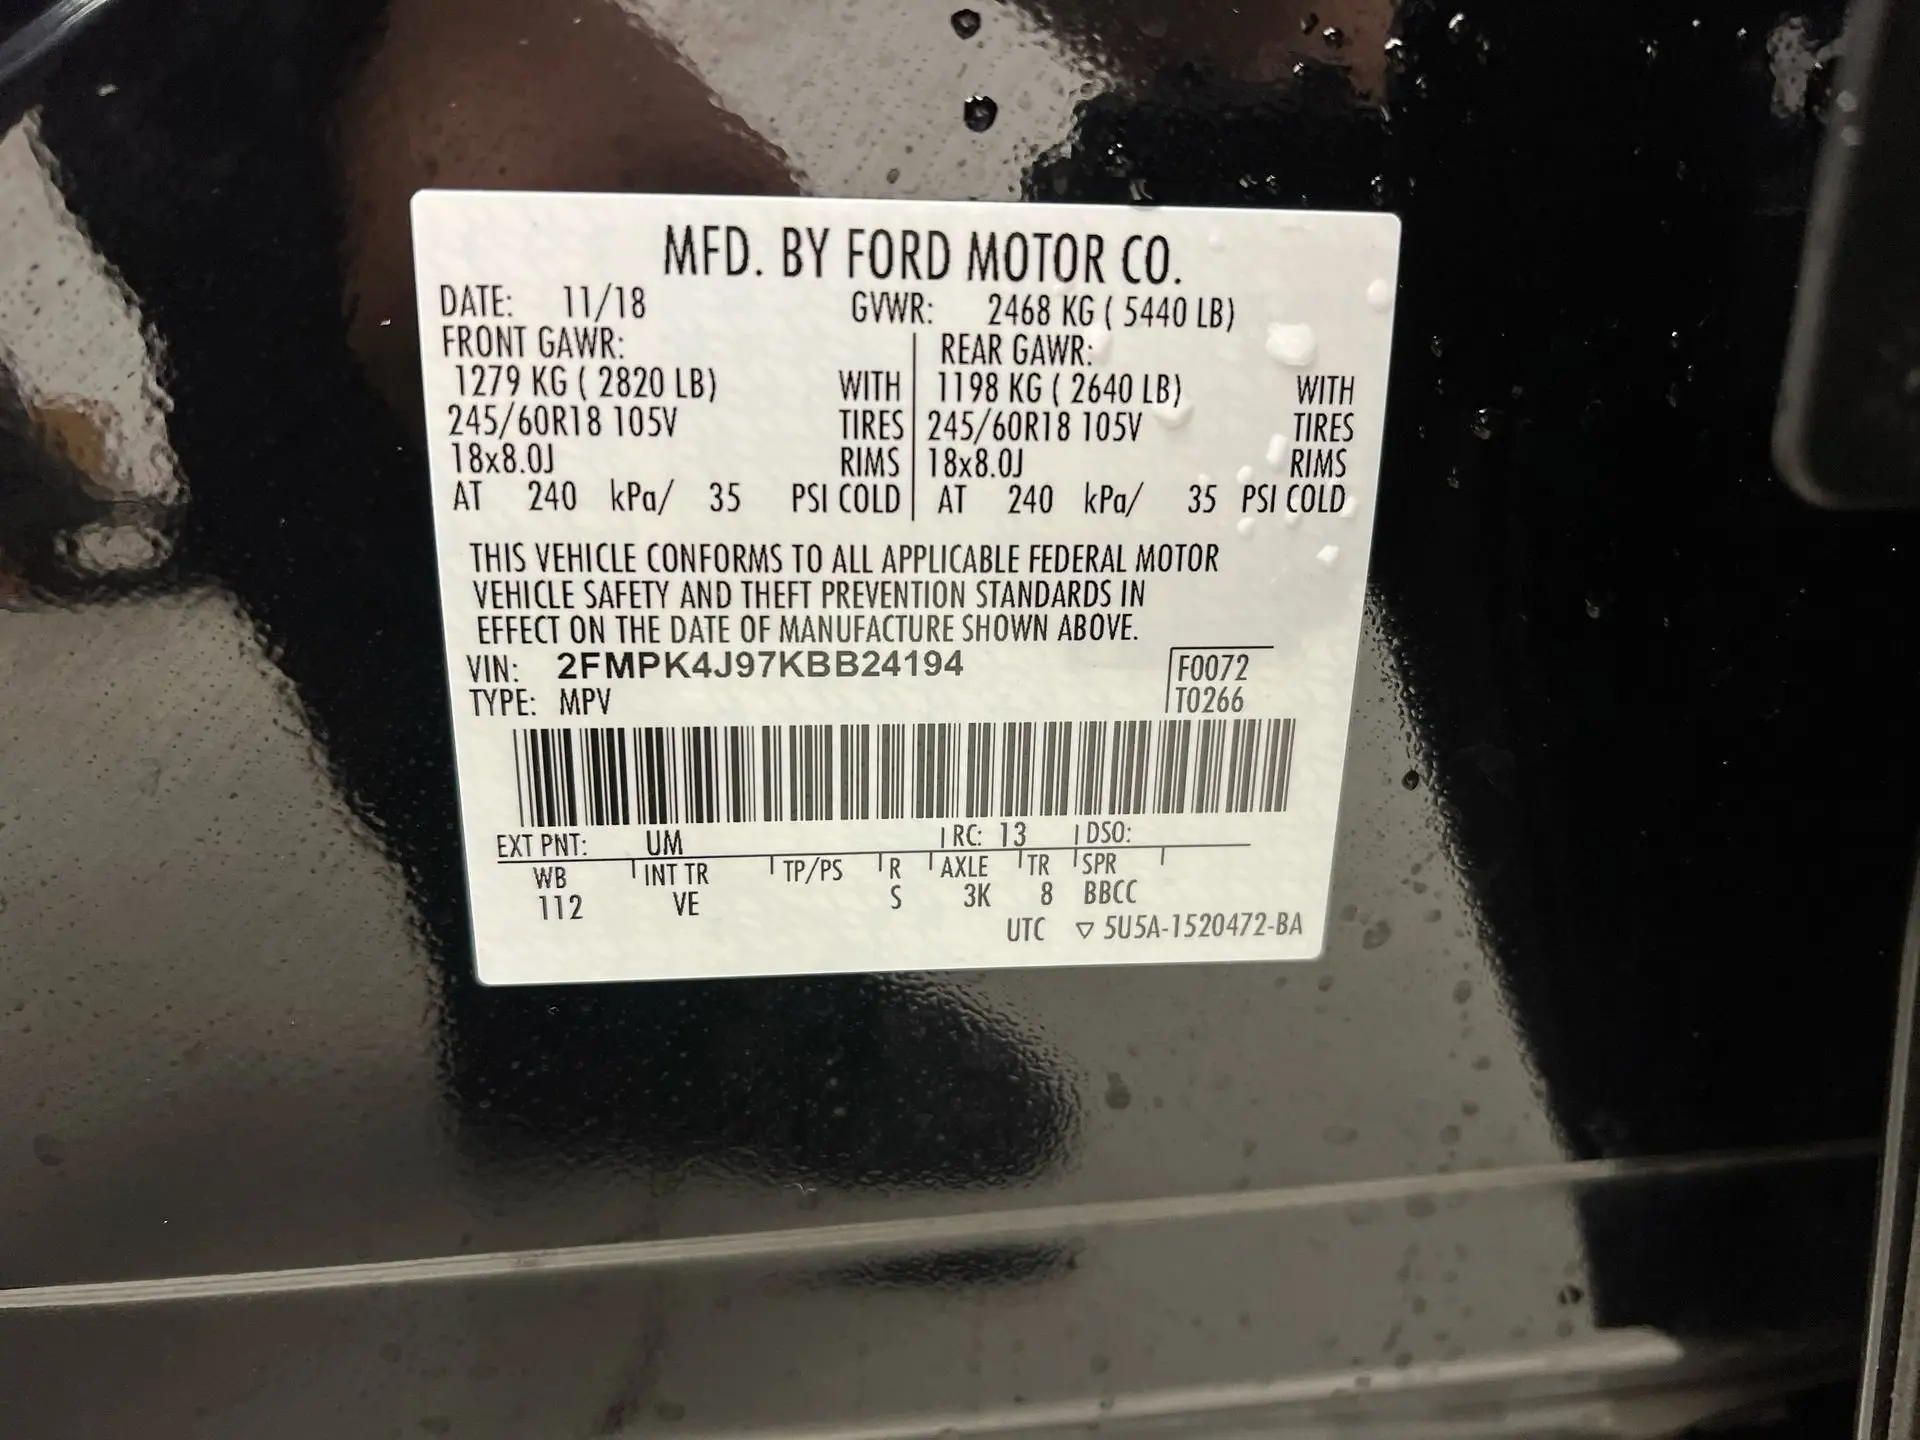 MFD. BY FORD MOTOR CO.
DATE: 11/18 GVWR: 2468 KG ( 5440 LB)
FRONT GAWR: REAR GAWR:
1279 KG ( 2820 LB) WITH 1198 KG ( 2640 LB) WITH
245/60R18 105V TIRES 245/60R18 105V TIRES
18x8.0J RIMS 18x8.0J RIMS
AT 240 kPa/ 35 PSI COLD AT 240 kPa/ 35 PSI COLD
THIS VEHICLE CONFORMS TO ALL APPLICABLE FEDERAL MOTOR
VEHICLE SAFETY AND THEFT PREVENTION STANDARDS IN
EFFECT ON THE DATE OF MANUFACTURE SHOWN ABOVE.
VIN: 2FMPK4J97KBB24194 F0072
TYPE: MPV T0266
EXT PNT: UM RC: 13 DSO:
WB INT TR TP/PS R AXLE TR SPR
112 VE S 3K 8 BBCC
UTC ▽ 5U5A-1520472-BA